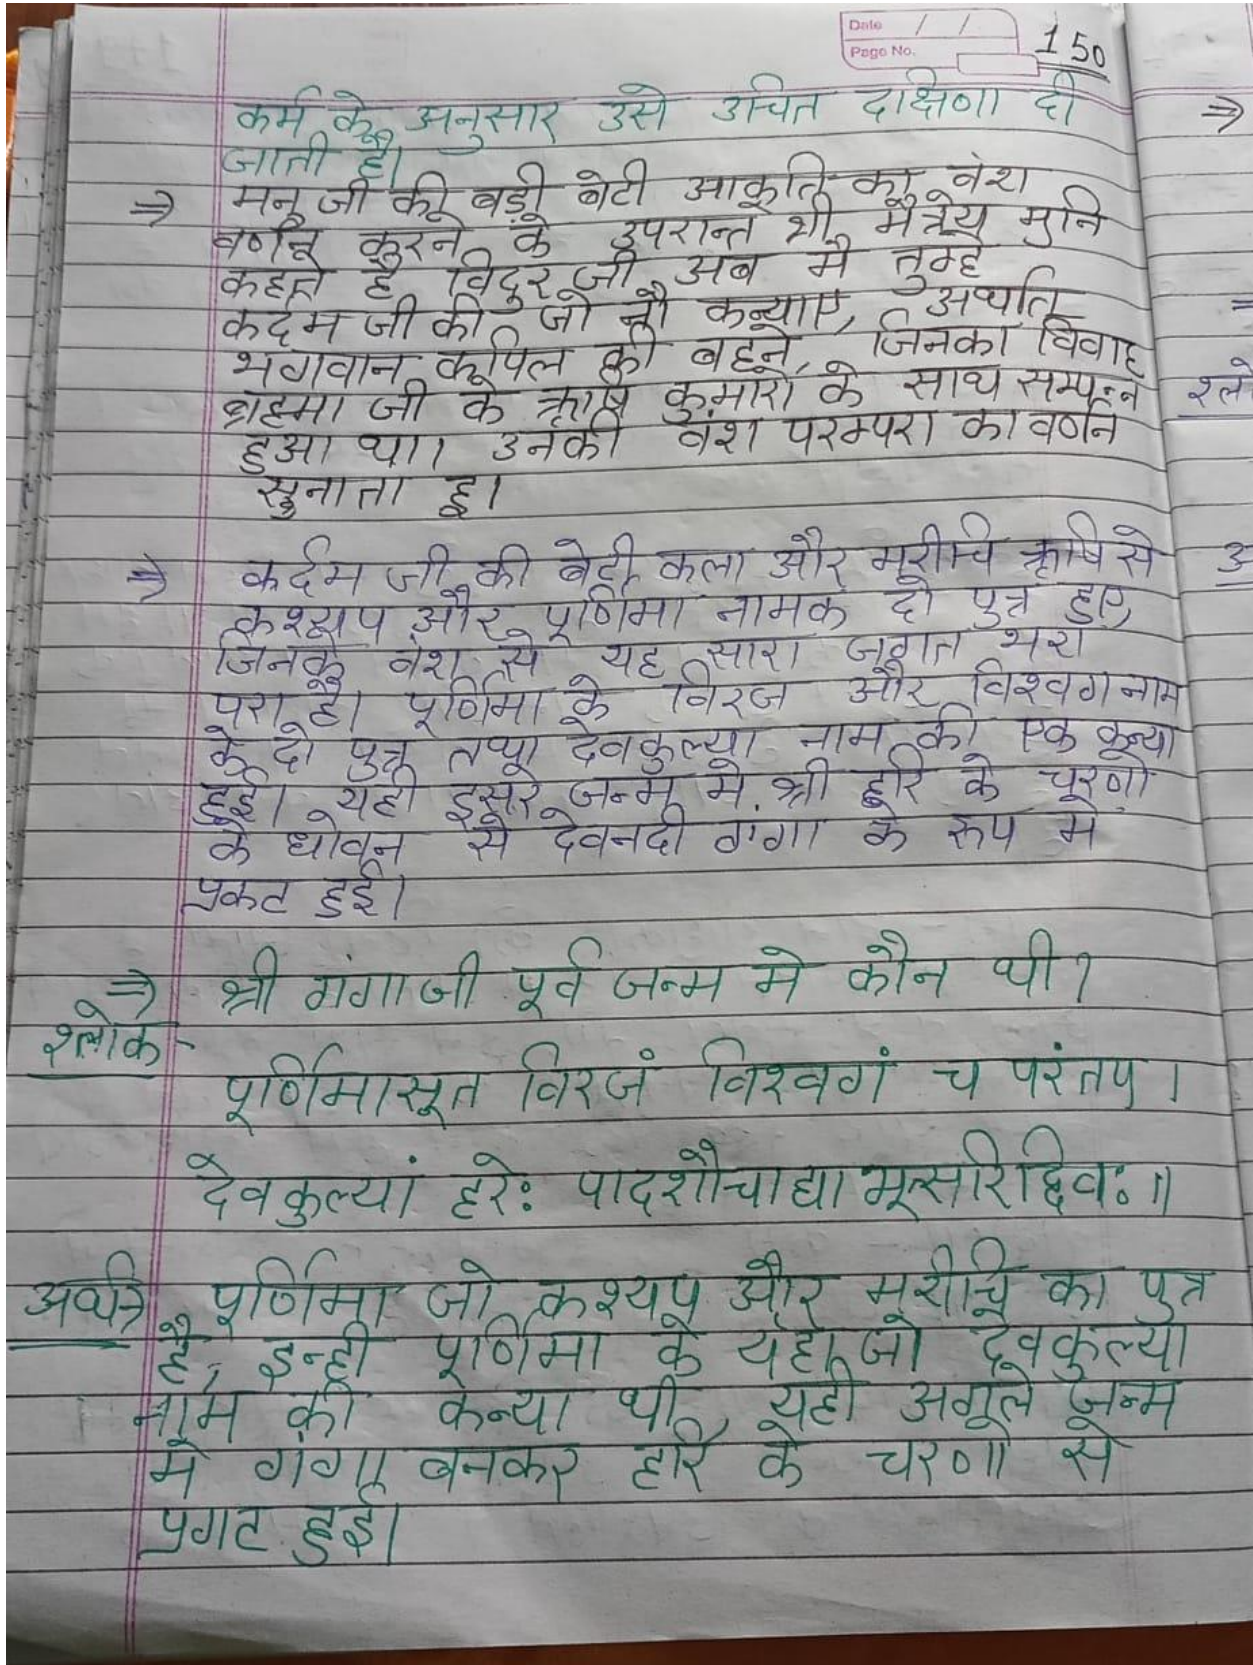 Date / /
Page No. 150
कर्म के अनुसार उसे उचित दक्षिणा दी
जाती है।
⇒ मनु जी की बड़ी बेटी आकूति का वंश
वर्णन करने के उपरान्त श्री मैत्रेय मुनि
कहते है विदुर जी अब मै तुम्हे
कदम जी की जो नौ कन्याए, अर्थात
भगवान कपिल की बहने, जिनका विवाह
ब्रह्मा जी के ऋषि कुमारो के साथ सम्पन्न
हुआ था। उनकी वंश परम्परा का वर्णन
सुनाता हू।
⇒ कर्दम जी की बेटी कला और मरीचि ऋषि से
कश्यप और पूर्णिमा नामक दो पुत्र हुए,
जिनके वंश से यह सारा जगत भरा
परा है। पूर्णिमा के विरज और विश्वग नाम
के दो पुत्र तथा देवकुल्या नाम की एक कन्या
हुई। यही दूसरे जन्म मे श्री हरि के चरणो
के धोवन से देवनदी गंगा के रूप मे
प्रकट हुई।
⇒ श्री गंगा जी पूर्व जन्म मे कौन थी?
श्लोक-
पूर्णिमासूत विरजं विश्वगं च परंतप।
देवकुल्यां हरेः पादशौचाद्याभूत्सरिद्दिवः॥
अर्थात् पूर्णिमा जो कश्यप और मरीचि का पुत्र
है, इन्ही पूर्णिमा के यहा जो देवकुल्या
नाम की कन्या थी, यही अगले जन्म
मे गंगा बनकर हरि के चरणो से
प्रगट हुई।
⇒
=
श्लो
अ